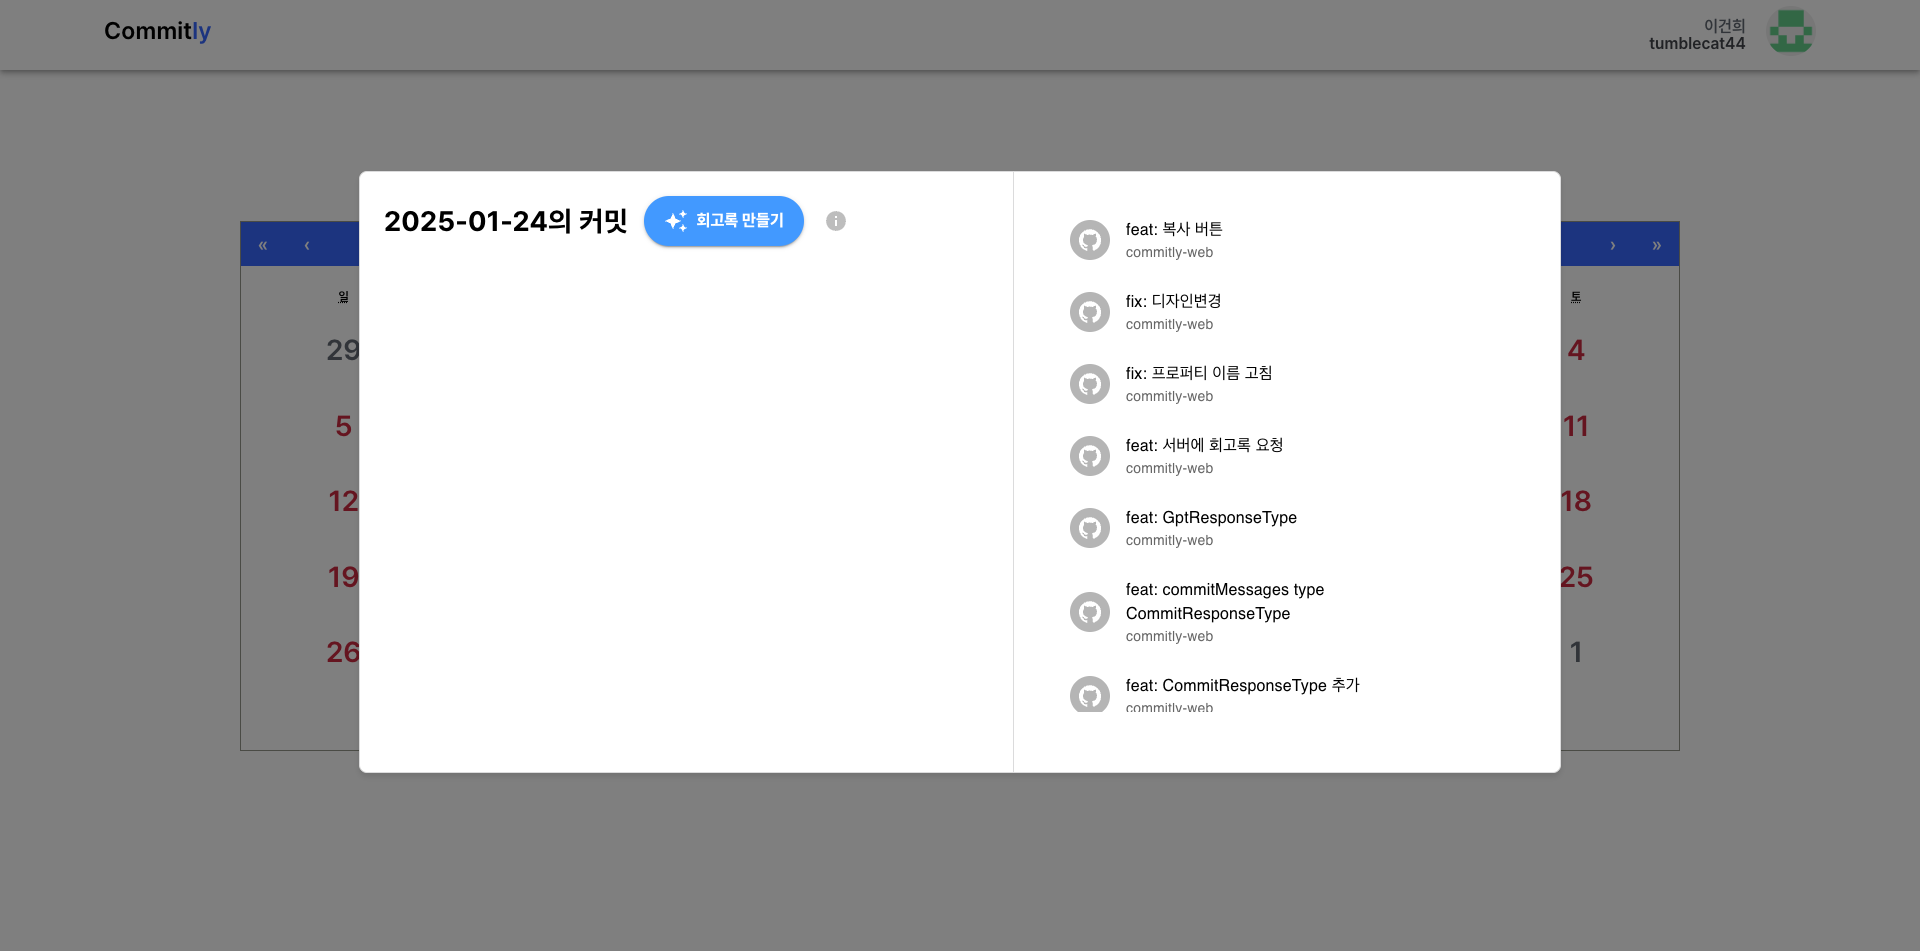 Commitly
이건희
tumblecat44
« ‹ › »
일 토
29 4
5 11
12 18
19 25
26 1
2025-01-24의 커밋
회고록 만들기
feat: 복사 버튼
commitly-web
fix: 디자인변경
commitly-web
fix: 프로퍼티 이름 고침
commitly-web
feat: 서버에 회고록 요청
commitly-web
feat: GptResponseType
commitly-web
feat: commitMessages type
CommitResponseType
commitly-web
feat: CommitResponseType 추가
commitly-web